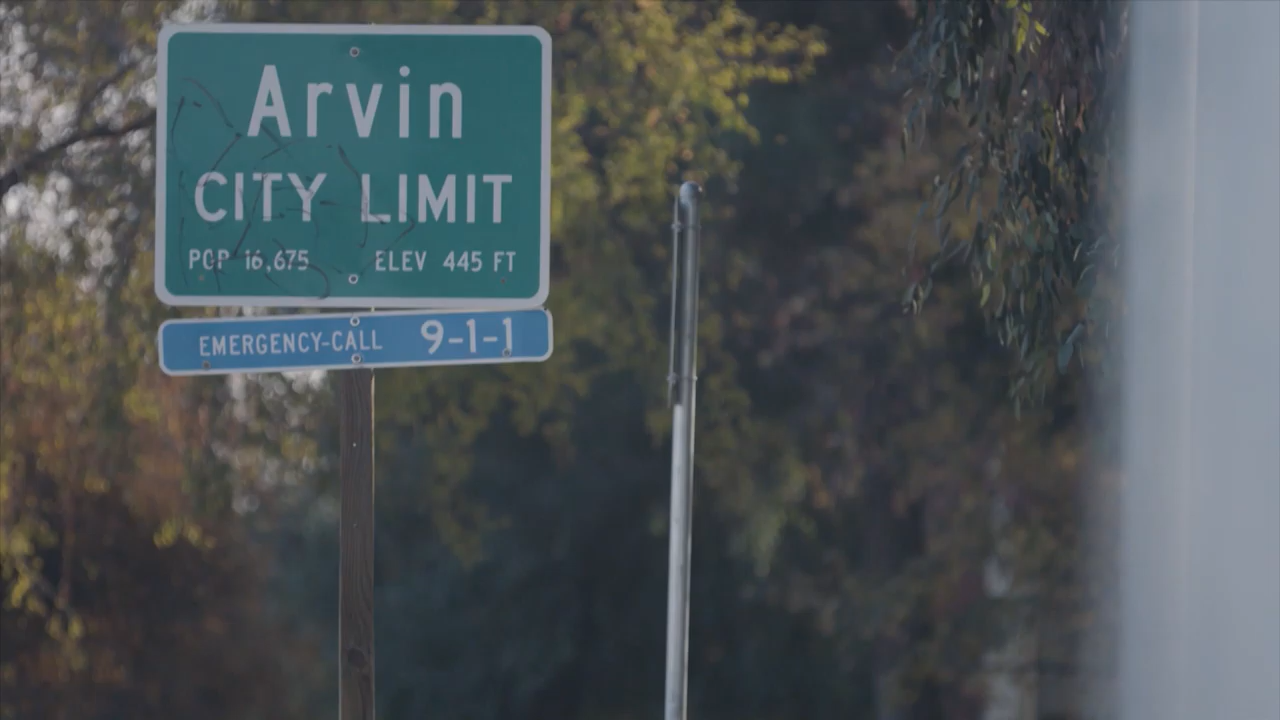 Arvin
CITY LIMIT
POP 16,675 ELEV 445 FT
EMERGENCY-CALL 9-1-1